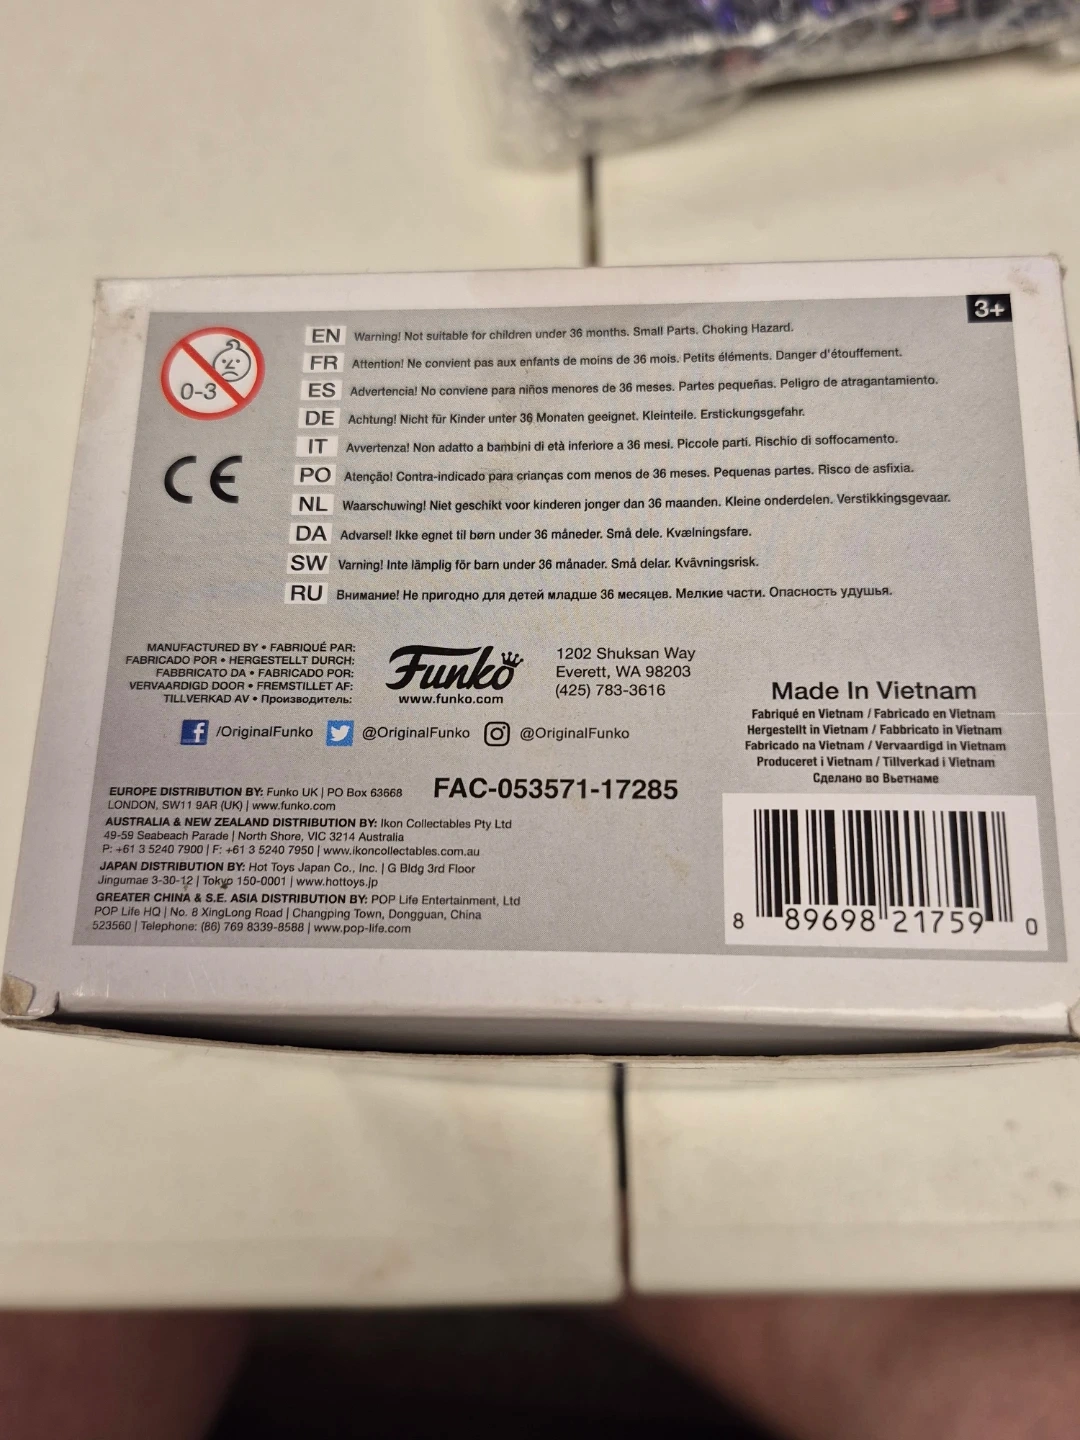 3+
0-3
EN Warning! Not suitable for children under 36 months. Small Parts. Choking Hazard.
FR Attention! Ne convient pas aux enfants de moins de 36 mois. Petits éléments. Danger d'étouffement.
ES Advertencia! No conviene para niños menores de 36 meses. Partes pequeñas. Peligro de atragantamiento.
DE Achtung! Nicht für Kinder unter 36 Monaten geeignet. Kleinteile. Erstickungsgefahr.
IT Avvertenza! Non adatto a bambini di età inferiore a 36 mesi. Piccole parti. Rischio di soffocamento.
CE
PO Atenção! Contra-indicado para crianças com menos de 36 meses. Pequenas partes. Risco de asfixia.
NL Waarschuwing! Niet geschikt voor kinderen jonger dan 36 maanden. Kleine onderdelen. Verstikkingsgevaar.
DA Advarsel! Ikke egnet til børn under 36 måneder. Små dele. Kvælningsfare.
SW Varning! Inte lämplig för barn under 36 månader. Små delar. Kvävningsrisk.
RU Внимание! Не пригодно для детей младше 36 месяцев. Мелкие части. Опасность удушья.
MANUFACTURED BY • FABRIQUÉ PAR:
FABRICADO POR • HERGESTELLT DURCH:
FABBRICATO DA • FABRICADO POR:
VERVAARDIGD DOOR • FREMSTILLET AF:
TILLVERKAD AV • Производитель:
Funko
www.funko.com
1202 Shuksan Way
Everett, WA 98203
(425) 783-3616
f /OriginalFunko @OriginalFunko @OriginalFunko
Made In Vietnam
Fabriqué en Vietnam / Fabricado en Vietnam
Hergestellt in Vietnam / Fabbricato in Vietnam
Fabricado na Vietnam / Vervaardigd in Vietnam
Produceret i Vietnam / Tillverkad i Vietnam
Сделано во Вьетнаме
FAC-053571-17285
EUROPE DISTRIBUTION BY: Funko UK | PO Box 63668
LONDON, SW11 9AR (UK) | www.funko.com
AUSTRALIA & NEW ZEALAND DISTRIBUTION BY: Ikon Collectables Pty Ltd
49-59 Seabeach Parade | North Shore, VIC 3214 Australia
P: +61 3 5240 7900 | F: +61 3 5240 7950 | www.ikoncollectables.com.au
JAPAN DISTRIBUTION BY: Hot Toys Japan Co., Inc. | G Bldg 3rd Floor
Jingumae 3-30-12 | Tokyo 150-0001 | www.hottoys.jp
GREATER CHINA & S.E. ASIA DISTRIBUTION BY: POP Life Entertainment, Ltd
POP Life HQ | No. 8 XingLong Road | Changping Town, Dongguan, China
523560 | Telephone: (86) 769 8339-8588 | www.pop-life.com
8 89698 21759 0